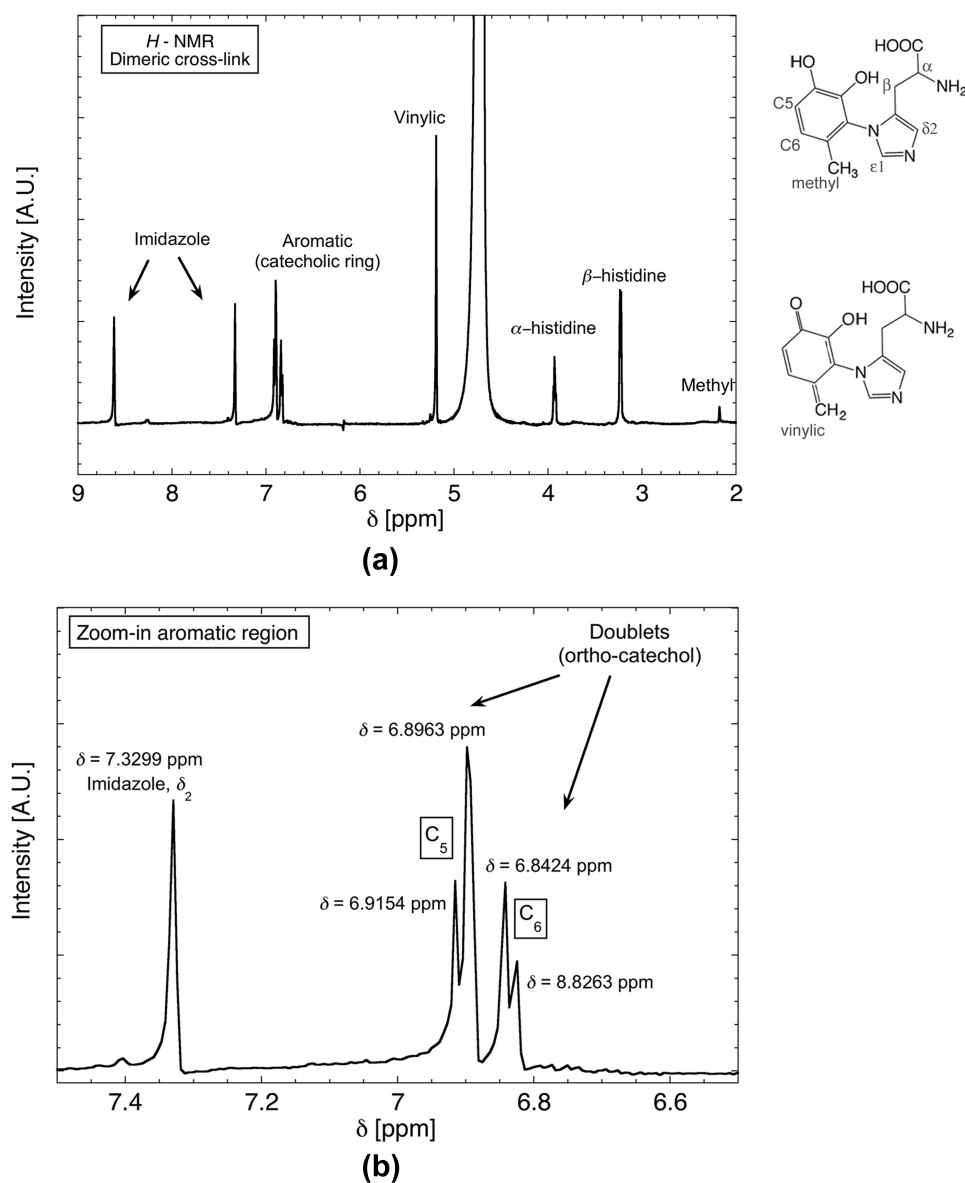 H - NMR
Dimeric cross-link
Vinylic
Imidazole
Aromatic
(catecholic ring)
β–histidine
α–histidine
Methyl
Intensity [A.U.]
9 8 7 6 5 4 3 2
δ [ppm]
(a)
HOOC
HO
OH
α
β
NH2
C5
N
δ2
C6
N
CH3
ε1
methyl
HOOC
O
OH
NH2
N
N
CH2
vinylic
Zoom-in aromatic region
Doublets
(ortho-catechol)
δ = 6.8963 ppm
δ = 7.3299 ppm
Imidazole, δ2
C5
δ = 6.8424 ppm
δ = 6.9154 ppm
C6
δ = 8.8263 ppm
Intensity [A.U.]
7.4 7.2 7 6.8 6.6
δ [ppm]
(b)